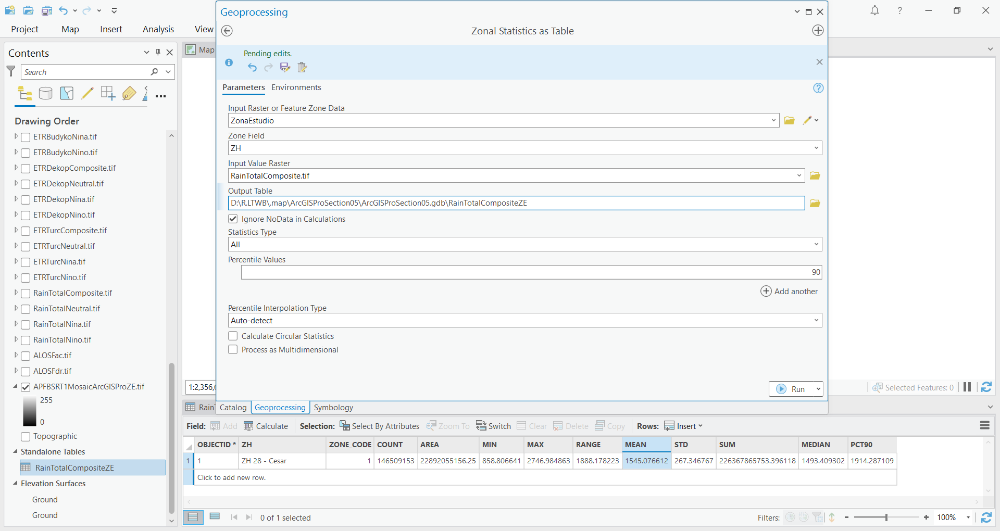 Project
Map
Insert
Analysis
View
?
Geoprocessing
Zonal Statistics as Table
Pending edits.
Parameters
Environments
Input Raster or Feature Zone Data
ZonaEstudio
Zone Field
ZH
Input Value Raster
RainTotalComposite.tif
Output Table
D:\R.LTWB\.map\ArcGISProSection05\ArcGISProSection05.gdb\RainTotalCompositeZE
Ignore NoData in Calculations
Statistics Type
All
Percentile Values
90
Add another
Percentile Interpolation Type
Auto-detect
Calculate Circular Statistics
Process as Multidimensional
Run
Catalog
Geoprocessing
Symbology
Contents
Search
Drawing Order
ETRBudykoNina.tif
ETRBudykoNino.tif
ETRDekopComposite.tif
ETRDekopNeutral.tif
ETRDekopNina.tif
ETRDekopNino.tif
ETRTurcComposite.tif
ETRTurcNeutral.tif
ETRTurcNina.tif
ETRTurcNino.tif
RainTotalComposite.tif
RainTotalNeutral.tif
RainTotalNina.tif
RainTotalNino.tif
ALOSFac.tif
ALOSFdr.tif
APFBSRT1MosaicArcGISProZE.tif
255
0
Topographic
Standalone Tables
RainTotalCompositeZE
Elevation Surfaces
Ground
Ground
Map
1:2,356,
Selected Features: 0
Rain
Field: Add Calculate Selection: Select By Attributes Zoom To Switch Clear Delete Copy Rows: Insert
OBJECTID * ZH ZONE_CODE COUNT AREA MIN MAX RANGE MEAN STD SUM MEDIAN PCT90
1 1 ZH 28 - Cesar 1 146509153 22892055156.25 858.806641 2746.984863 1888.178223 1545.076612 267.346767 226367865753.396118 1493.409302 1914.287109
Click to add new row.
0 of 1 selected
Filters:
- + 100%